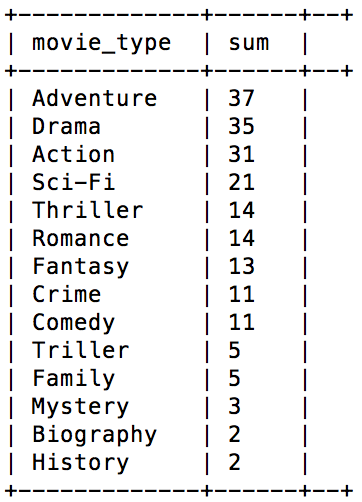 +--------------+------+--+
| movie_type | sum | |
+--------------+------+--+
| Adventure | 37 | |
| Drama | 35 | |
| Action | 31 | |
| Sci-Fi | 21 | |
| Thriller | 14 | |
| Romance | 14 | |
| Fantasy | 13 | |
| Crime | 11 | |
| Comedy | 11 | |
| Triller | 5 | |
| Family | 5 | |
| Mystery | 3 | |
| Biography | 2 | |
| History | 2 | |
+--------------+------+--+